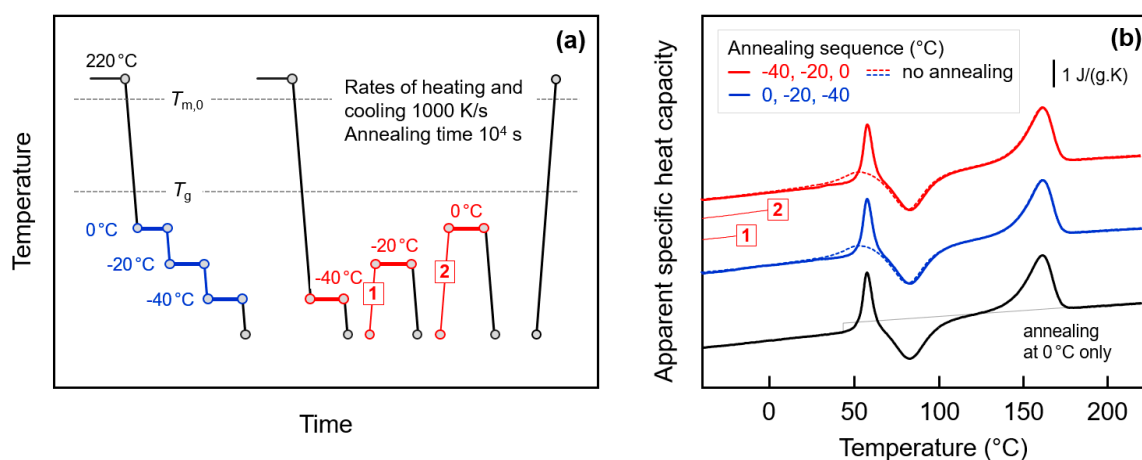 (a)
220 °C
Tm,0
Rates of heating and
cooling 1000 K/s
Annealing time 10⁴ s
Tg
0 °C
-20 °C
-40 °C
-40 °C
1
-20 °C
2
0 °C
Temperature
Time
(b)
Annealing sequence (°C)
-40, -20, 0
no annealing
0, -20, -40
1 J/(g.K)
2
1
annealing
at 0 °C only
Apparent specific heat capacity
0 50 100 150 200
Temperature (°C)